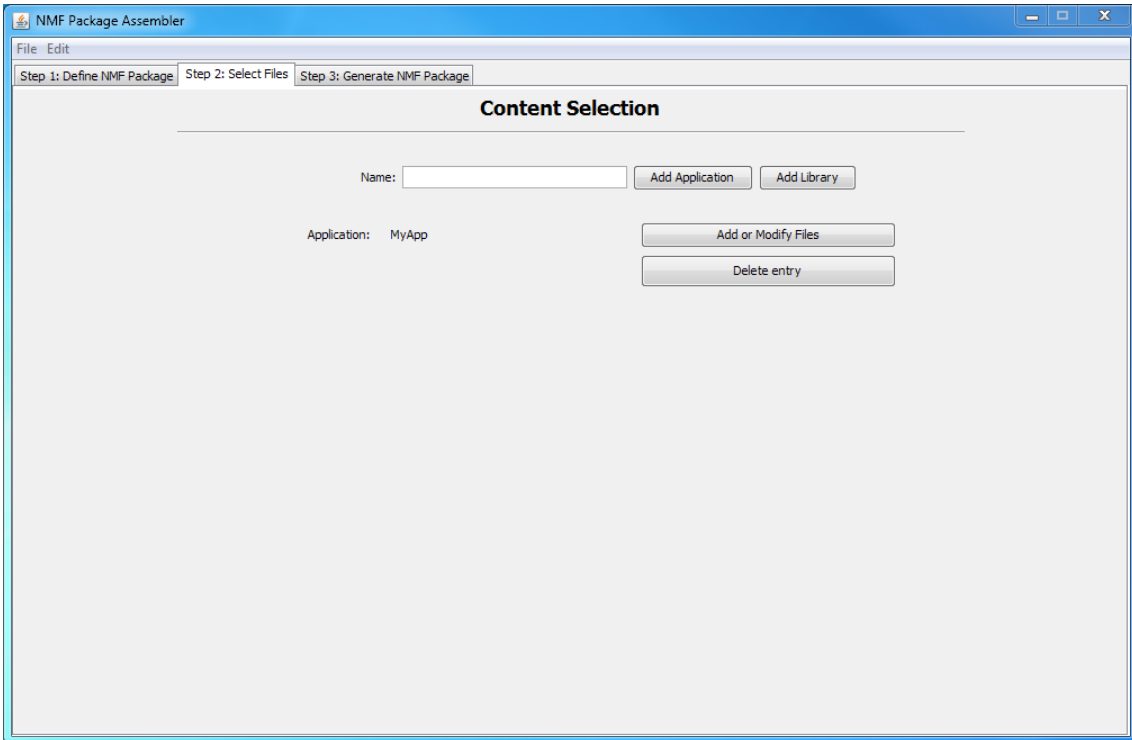 NMF Package Assembler
File Edit
Step 1: Define NMF Package Step 2: Select Files Step 3: Generate NMF Package
Content Selection
Name: Add Application Add Library
Application: MyApp Add or Modify Files
Delete entry